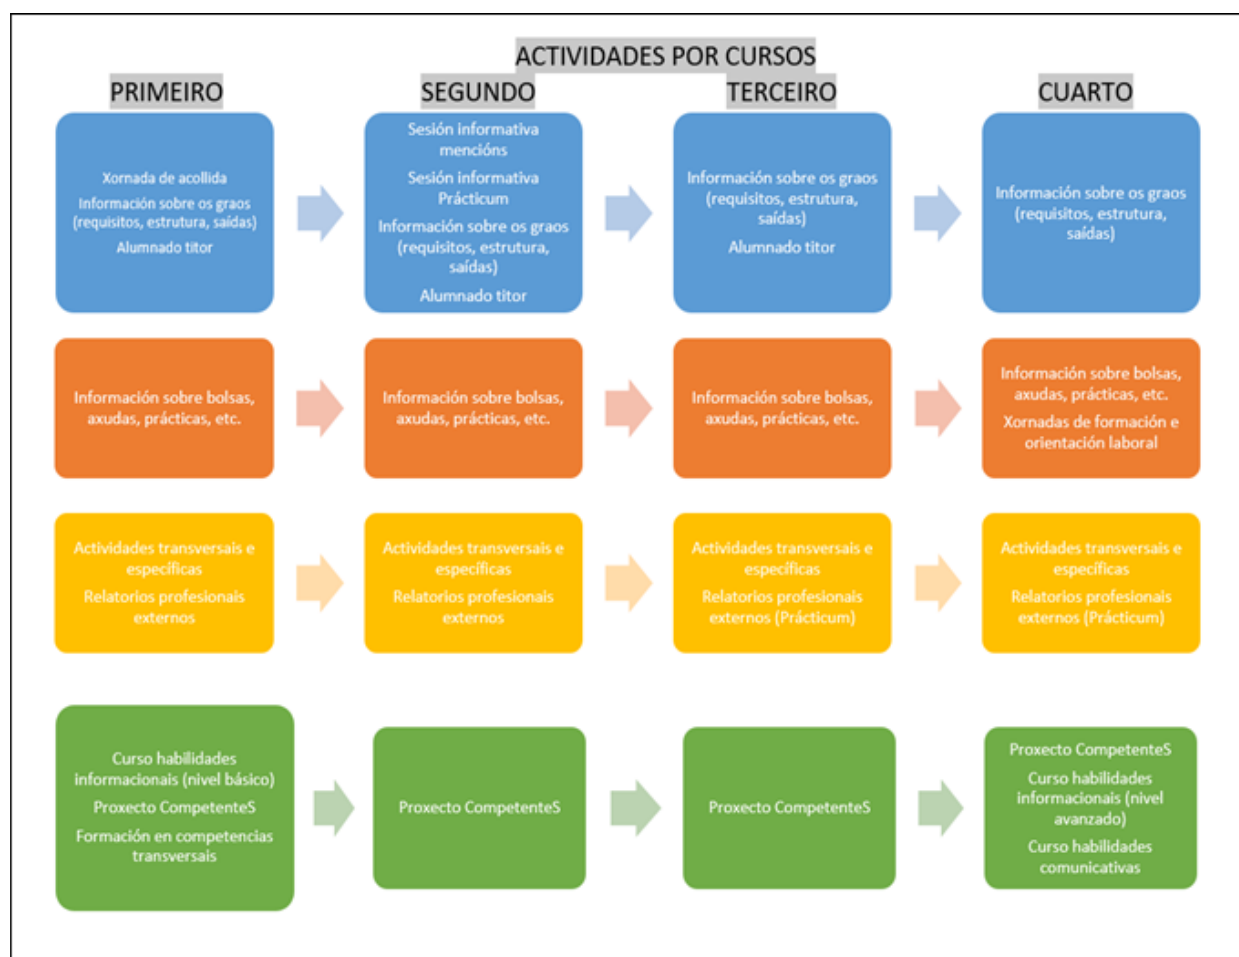 ACTIVIDADES POR CURSOS
PRIMEIRO
SEGUNDO
TERCEIRO
CUARTO
Xornada de acollida
Información sobre os graos
(requisitos, estrutura, saídas)
Alumnado titor
Sesión informativa
mencións
Sesión informativa
Prácticum
Información sobre os graos
(requisitos, estrutura,
saídas)
Alumnado titor
Información sobre os graos
(requisitos, estrutura,
saídas)
Alumnado titor
Información sobre os graos
(requisitos, estrutura,
saídas)
Información sobre bolsas,
axudas, prácticas, etc.
Información sobre bolsas,
axudas, prácticas, etc.
Información sobre bolsas,
axudas, prácticas, etc.
Información sobre bolsas,
axudas, prácticas, etc.
Xornadas de formación e
orientación laboral
Actividades transversais e
específicas
Relatorios profesionais
externos
Actividades transversais e
específicas
Relatorios profesionais
externos
Actividades transversais e
específicas
Relatorios profesionais
externos (Prácticum)
Actividades transversais e
específicas
Relatorios profesionais
externos (Prácticum)
Curso habilidades
informacionais (nivel básico)
Proxecto CompetenteS
Formación en competencias
transversais
Proxecto CompetenteS
Proxecto CompetenteS
Proxecto CompetenteS
Curso habilidades
informacionais (nivel
avanzado)
Curso habilidades
comunicativas